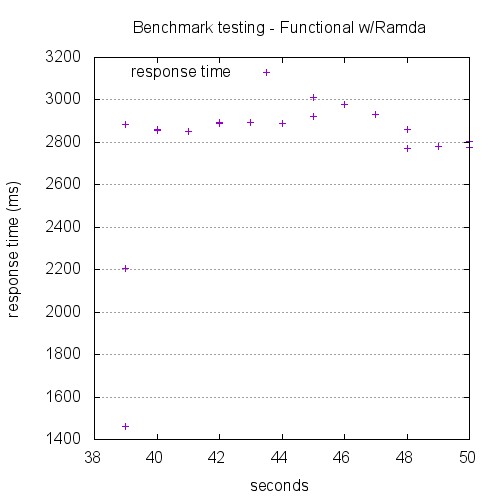 Benchmark testing - Functional w/Ramda
3200
response time
3000
2800
2600
2400
2200
2000
1800
1600
1400
response time (ms)
38 40 42 44 46 48 50
seconds